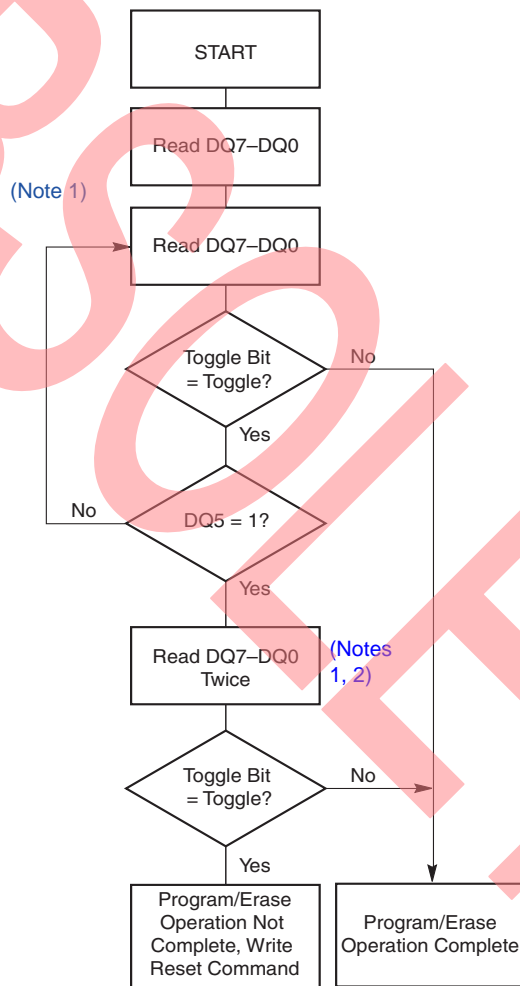 START
Read DQ7–DQ0
(Note 1)
Read DQ7–DQ0
Toggle Bit
= Toggle?
No
Yes
DQ5 = 1?
No
Yes
Read DQ7–DQ0
Twice
(Notes
1, 2)
Toggle Bit
= Toggle?
No
Yes
Program/Erase
Operation Not
Complete, Write
Reset Command
Program/Erase
Operation Complete